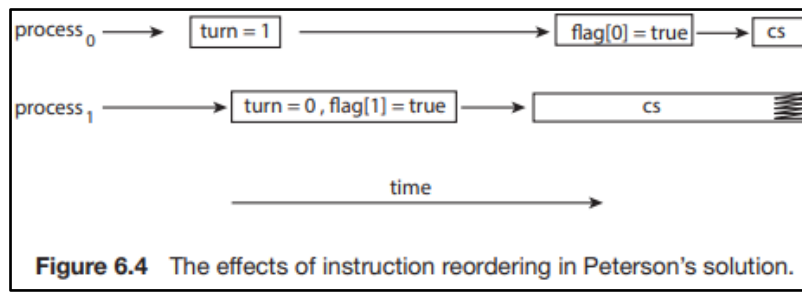 process0 turn = 1 flag[0] = true cs
process1 turn = 0 , flag[1] = true cs
time
Figure 6.4 The effects of instruction reordering in Peterson's solution.